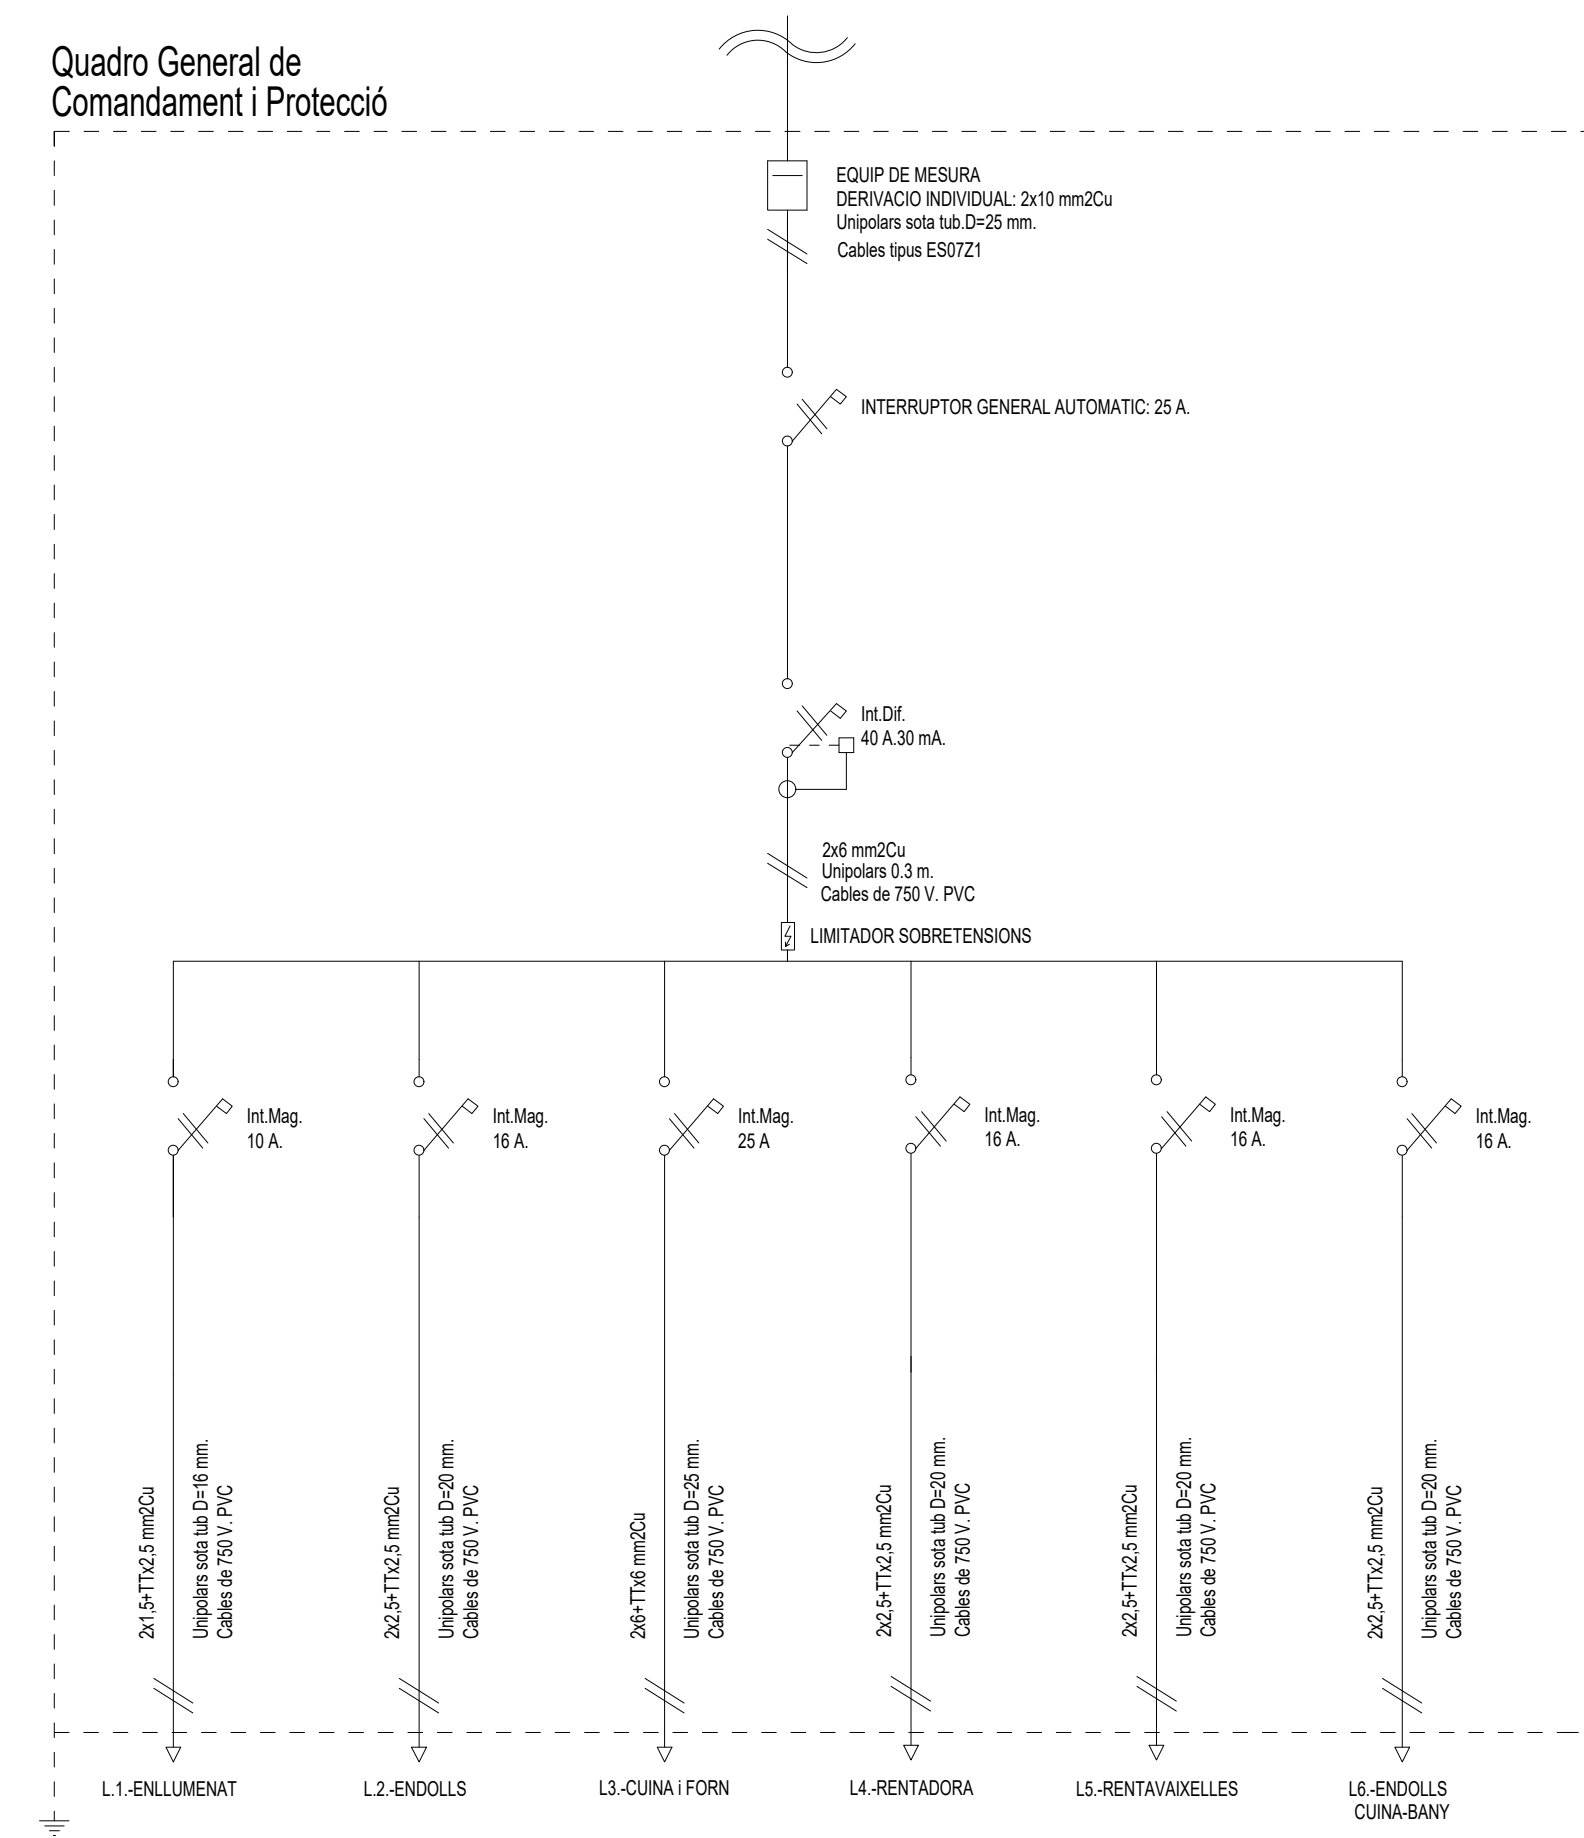 Quadro General de
Comandament i Protecció
EQUIP DE MESURA
DERIVACIO INDIVIDUAL: 2x10 mm2Cu
Unipolars sota tub.D=25 mm.
Cables tipus ES07Z1
INTERRUPTOR GENERAL AUTOMATIC: 25 A.
Int.Dif.
40 A.30 mA.
2x6 mm2Cu
Unipolars 0.3 m.
Cables de 750 V. PVC
LIMITADOR SOBRETENSIONS
Int.Mag.
10 A.
Int.Mag.
16 A.
Int.Mag.
25 A
Int.Mag.
16 A.
Int.Mag.
16 A.
Int.Mag.
16 A.
2x1,5+TTx2,5 mm2Cu
Unipolars sota tub D=16 mm.
Cables de 750 V. PVC
2x2,5+TTx2,5 mm2Cu
Unipolars sota tub D=20 mm.
Cables de 750 V. PVC
2x6+TTx6 mm2Cu
Unipolars sota tub D=25 mm.
Cables de 750 V. PVC
2x2,5+TTx2,5 mm2Cu
Unipolars sota tub D=20 mm.
Cables de 750 V. PVC
2x2,5+TTx2,5 mm2Cu
Unipolars sota tub D=20 mm.
Cables de 750 V. PVC
2x2,5+TTx2,5 mm2Cu
Unipolars sota tub D=20 mm.
Cables de 750 V. PVC
L.1.-ENLLUMENAT
L.2.-ENDOLLS
L3.-CUINA i FORN
L4.-RENTADORA
L5.-RENTAVAIXELLES
L6.-ENDOLLS
CUINA-BANY